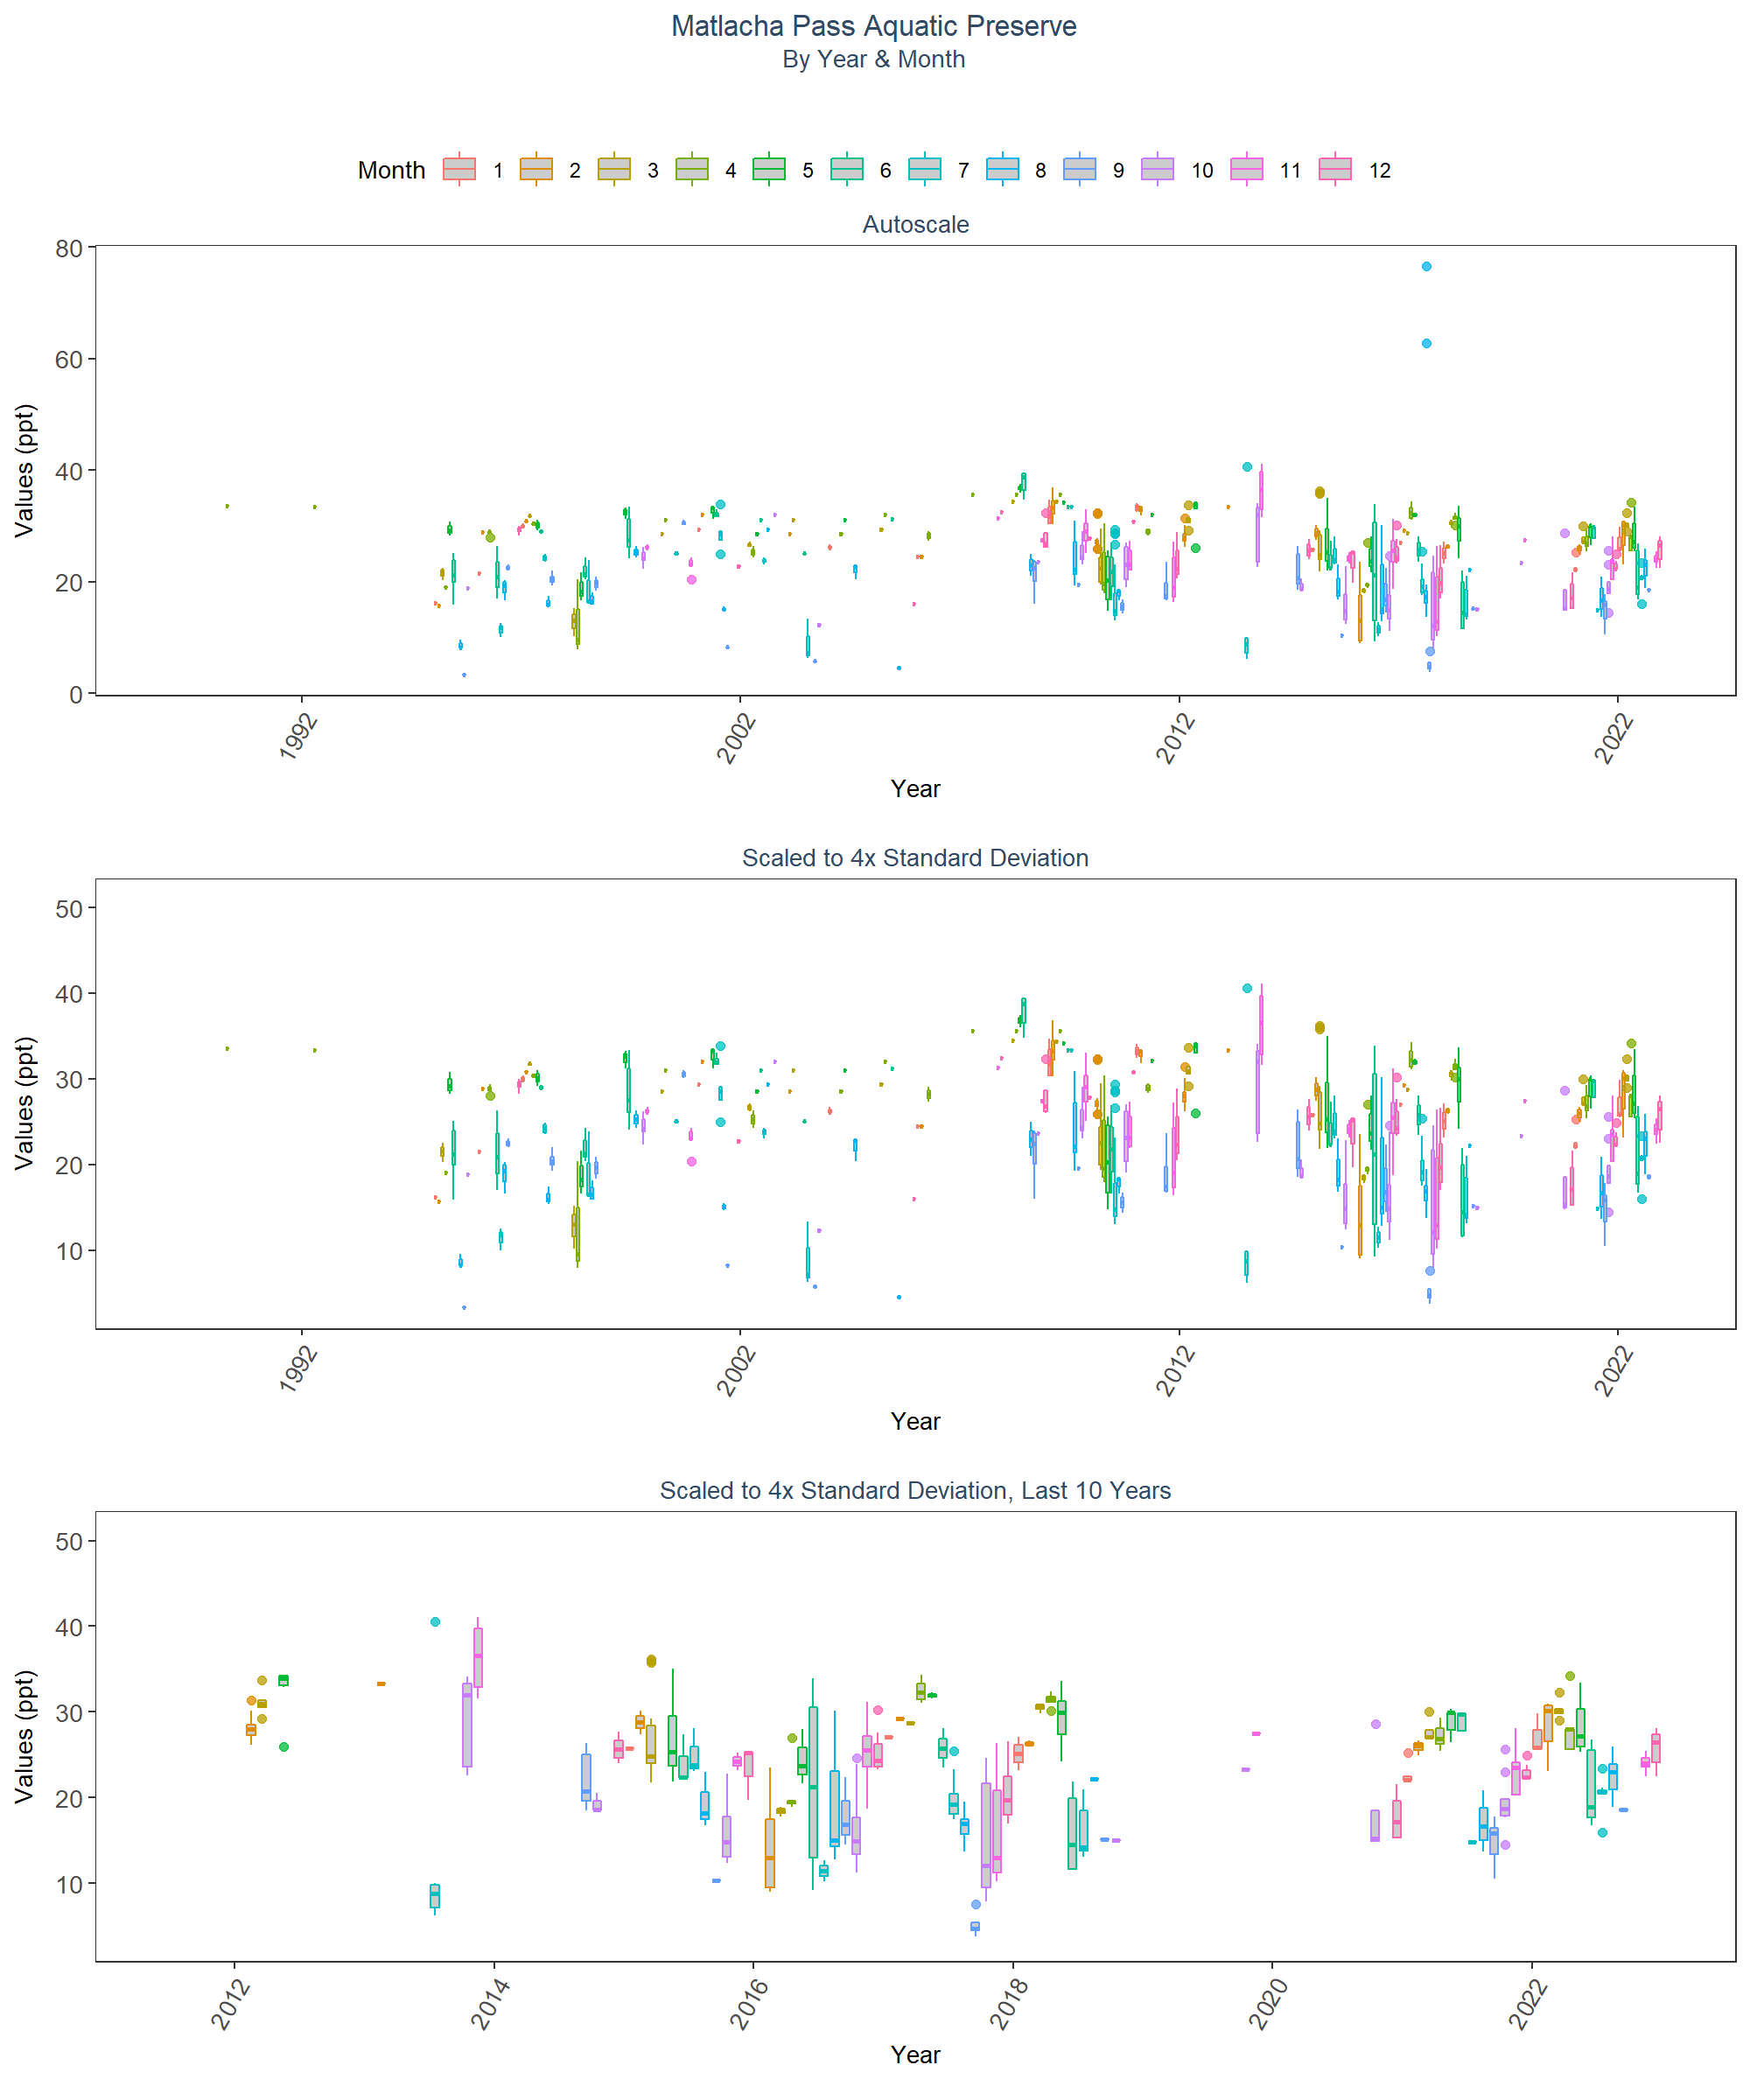 Matlacha Pass Aquatic Preserve
By Year & Month
Month 1 2 3 4 5 6 7 8 9 10 11 12
Autoscale
80
60
40
20
0
Values (ppt)
1992 2002 2012 2022
Year
Scaled to 4x Standard Deviation
50
40
30
20
10
Values (ppt)
1992 2002 2012 2022
Year
Scaled to 4x Standard Deviation, Last 10 Years
50
40
30
20
10
Values (ppt)
2012 2014 2016 2018 2020 2022
Year